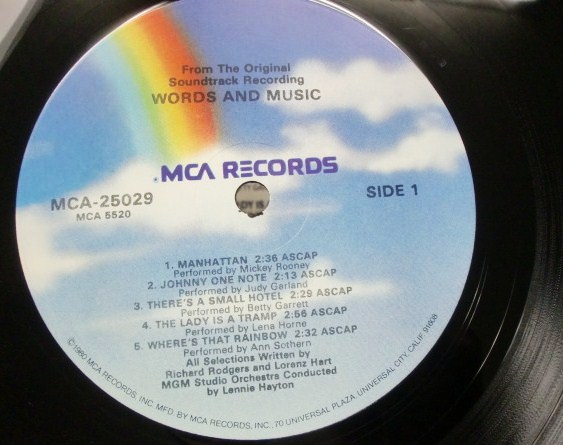 From The Original
Soundtrack Recording
WORDS AND MUSIC
MCA RECORDS
MCA-25029
MCA 5520
SIDE 1
1. MANHATTAN 2:36 ASCAP
Performed by Mickey Rooney
2. JOHNNY ONE NOTE 2:13 ASCAP
Performed by Judy Garland
3. THERE'S A SMALL HOTEL 2:29 ASCAP
Performed by Betty Garrett
4. THE LADY IS A TRAMP 2:56 ASCAP
Performed by Lena Horne
5. WHERE'S THAT RAINBOW 2:32 ASCAP
Performed by Ann Sothern
All Selections Written by
Richard Rodgers and Lorenz Hart
MGM Studio Orchestra Conducted
by Lennie Hayton
©1980 MCA RECORDS, INC. MFD. BY MCA RECORDS, INC., 70 UNIVERSAL PLAZA, UNIVERSAL CITY, CALIF. 91608